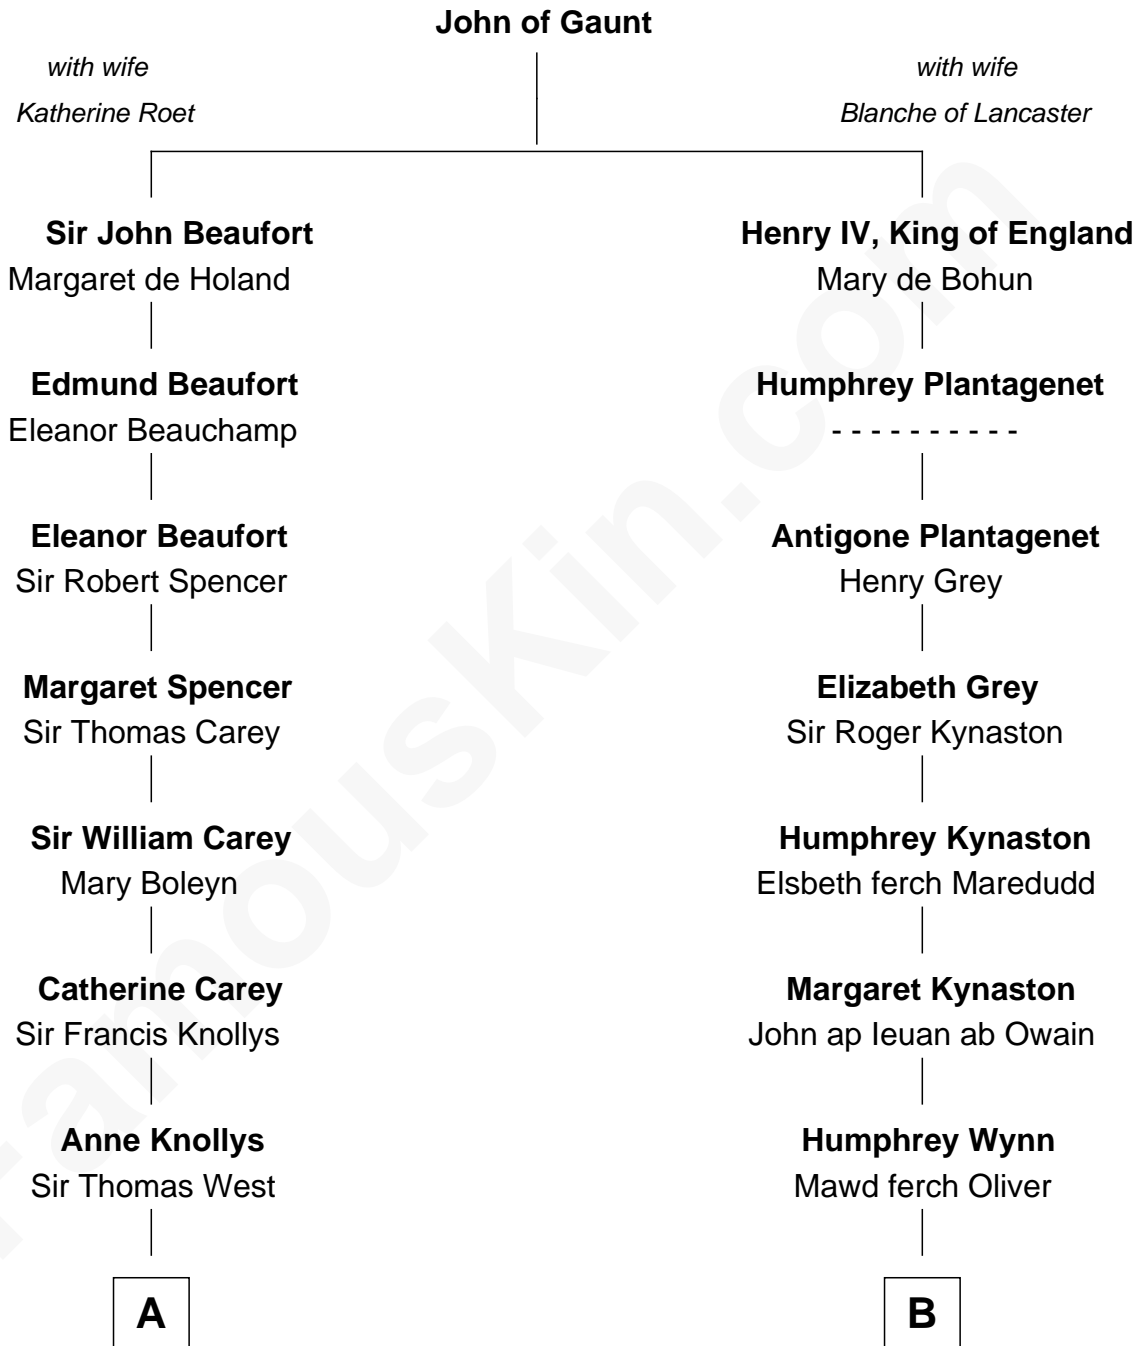 John of Gaunt
with wife
Katherine Roet
with wife
Blanche of Lancaster
Sir John Beaufort
Margaret de Holand
Henry IV, King of England
Mary de Bohun
Edmund Beaufort
Eleanor Beauchamp
Humphrey Plantagenet
- - - - - - - - - -
Eleanor Beaufort
Sir Robert Spencer
Antigone Plantagenet
Henry Grey
Margaret Spencer
Sir Thomas Carey
Elizabeth Grey
Sir Roger Kynaston
Sir William Carey
Mary Boleyn
Humphrey Kynaston
Elsbeth ferch Maredudd
Catherine Carey
Sir Francis Knollys
Margaret Kynaston
John ap Ieuan ab Owain
Anne Knollys
Sir Thomas West
Humphrey Wynn
Mawd ferch Oliver
A
B
FamousKin.com